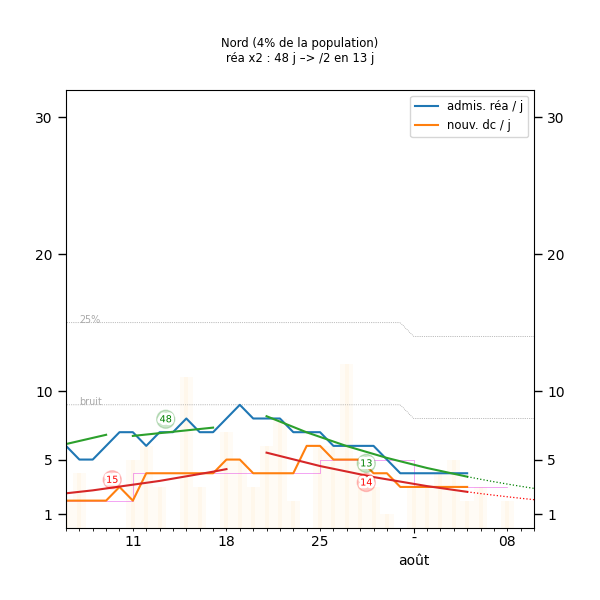 Nord (4% de la population)
réa x2 : 48 j –> /2 en 13 j
admis. réa / j
nouv. dc / j
30 30
20 20
25%
10 10
bruit
48
5 5
13
15
14
1 1
11 18 25 - 08
août